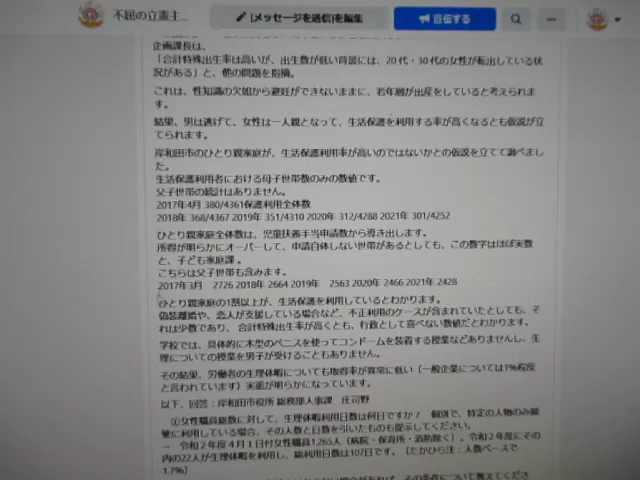 不屈の立憲主...
[メッセージを送信]を編集
宣伝する
企画課長は、
「合計特殊出生率は高いが、出生数が低い背景には、20代・30代の女性が転出している状
況がある」と、他の問題を指摘。
これは、性知識の欠如から避妊ができないままに、若年層が出産をしていると考えられま
す。
結果、男は逃げて、女性は一人親となって、生活保護を利用する率が高くなるとも仮説が立
てられます。
岸和田市のひとり親家庭が、生活保護利用率が高いのではないかとの仮説を立てて調べまし
た。
生活保護利用者における母子世帯数のみの数値です。
父子世帯の統計はありません。
2017年4月 380/4361保護利用全体数
2018年 368/4367 2019年 351/4310 2020年 312/4288 2021年 301/4252
ひとり親家庭全体数は、児童扶養手当申請数から導き出します。
所得が明らかにオーバーして、申請自体しない世帯があるとしても、この数字はほぼ実数
と、子ども家庭課。
こちらは父子世帯も含みます。
2017年3月 2726 2018年 2664 2019年 2563 2020年 2466 2021年 2428
ひとり親家庭の1割以上が、生活保護を利用しているとわかります。
偽装離婚や、恋人が支援している場合など、不正利用のケースが含まれていたとしても、そ
れは少数であり、合計特殊出生率が高くとも、行政として喜べない数値だとわかります。
学校では、具体的に木型のペニスを使ってコンドームを装着する授業などありませんし、生
理についての授業を男子が受けることもありません。
その結果、労働者の生理休暇についても取得率が異常に低い（一般企業については1%程度
と言われています）実態が明らかになっています。
以下、回答：岸和田市役所 総務部人事課 庄司野
①女性職員総数に対して、生理休暇利用日数は何日ですか？ 個別で、特定の人物のみ頻
繁に利用している場合、その人数と日数を引いたものも提示してください。
→ 令和２年度４月１日付女性職員1,265人（病院・保育所・消防除く）。令和２年度にその
内の22人が生理休暇を利用し、総利用日数は107日です。（たかひら注：人数ベースで
1.7%）